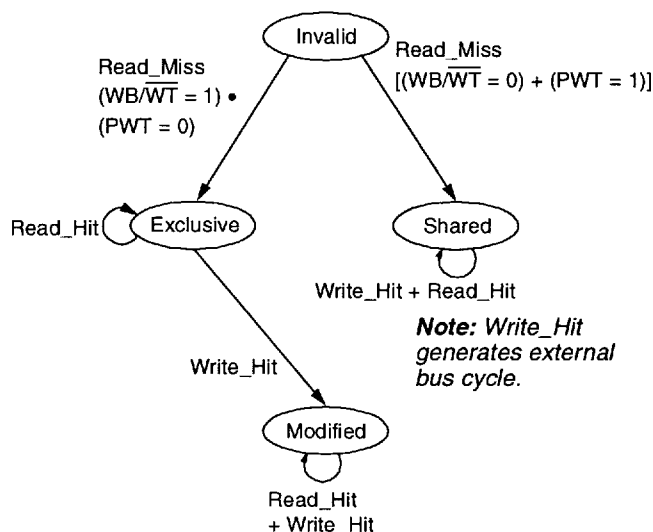 Invalid
Read_Miss
(WB/WT = 1) •
(PWT = 0)
Read_Miss
[(WB/WT = 0) + (PWT = 1)]
Read_Hit
Exclusive
Shared
Write_Hit + Read_Hit
Note: Write_Hit
generates external
bus cycle.
Write_Hit
Modified
Read_Hit
+ Write_Hit